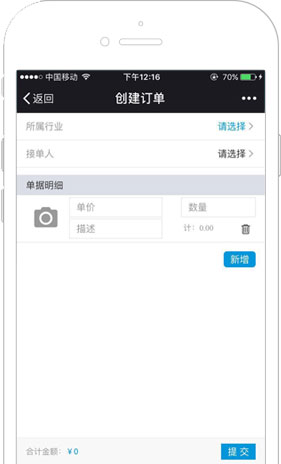 中国移动 下午12:16 70%
返回 创建订单
所属行业 请选择
接单人 请选择
单据明细
单价 数量
描述 计：0.00
新增
合计金额： ￥0 提交